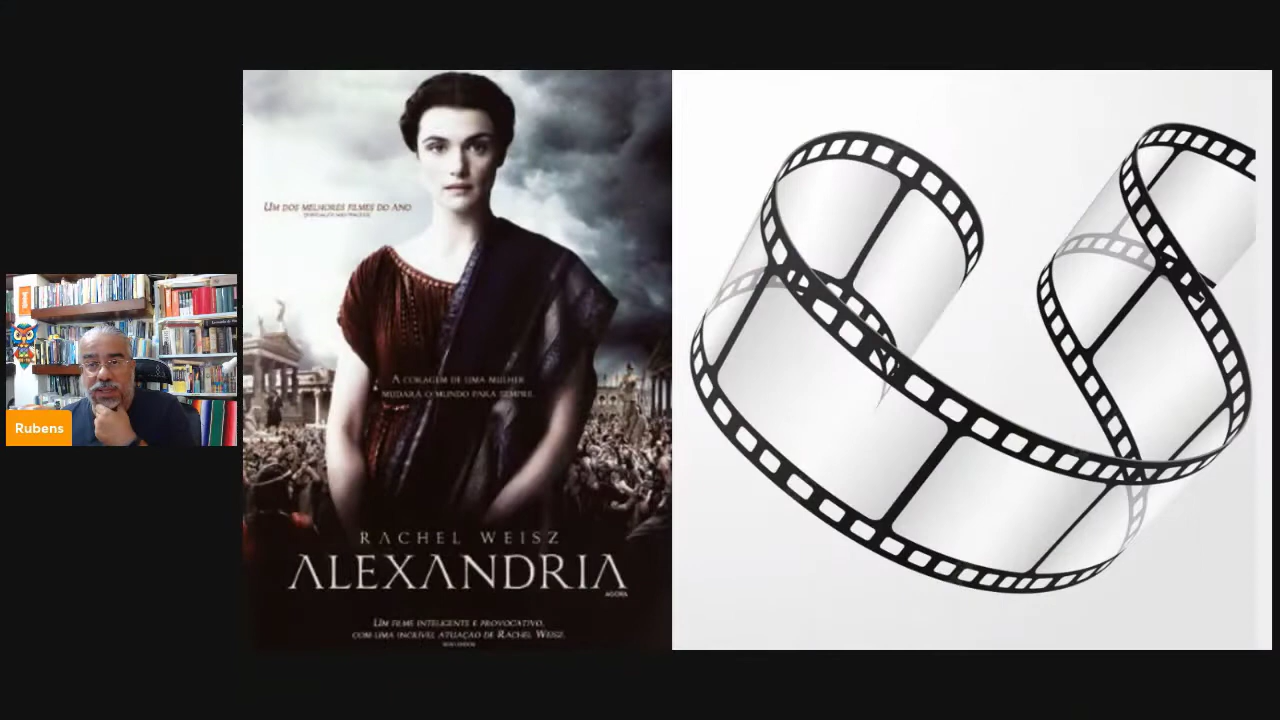 UM DOS MELHORES FILMES DO ANO
A CORAGEM DE UMA MULHER
MUDARÁ O MUNDO PARA SEMPRE.
Rubens
RACHEL WEISZ
ALEXANDRIA
AGORA
UM FILME INTELIGENTE E PROVOCATIVO,
COM UMA INCRÍVEL ATUAÇÃO DE RACHEL WEISZ.